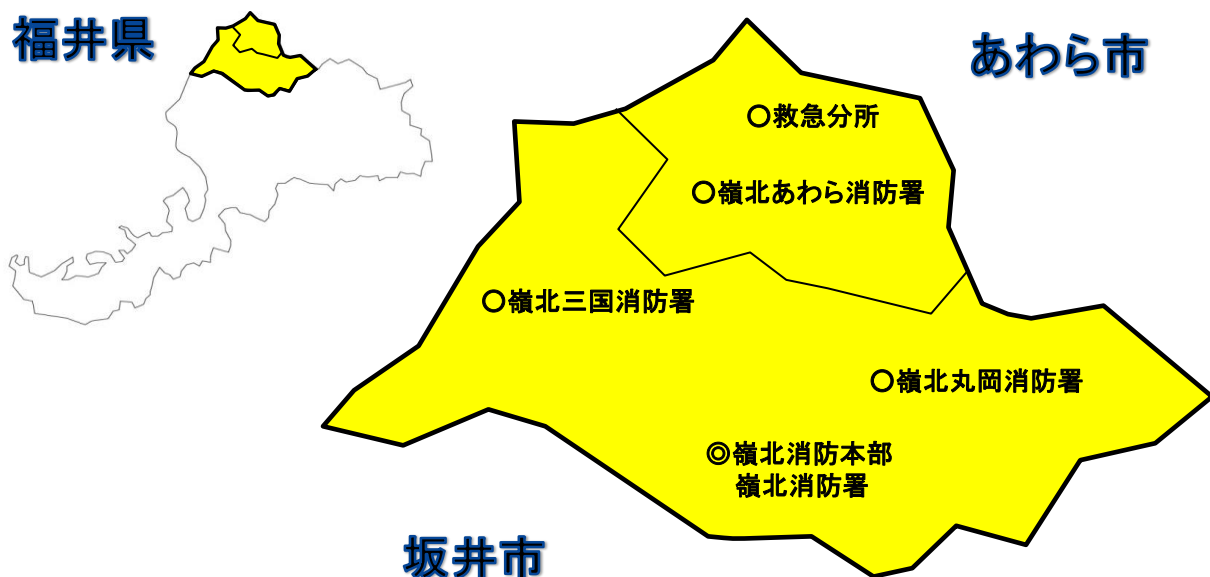 福井県
あわら市
○救急分所
○嶺北あわら消防署
○嶺北三国消防署
○嶺北丸岡消防署
◎嶺北消防本部
嶺北消防署
坂井市